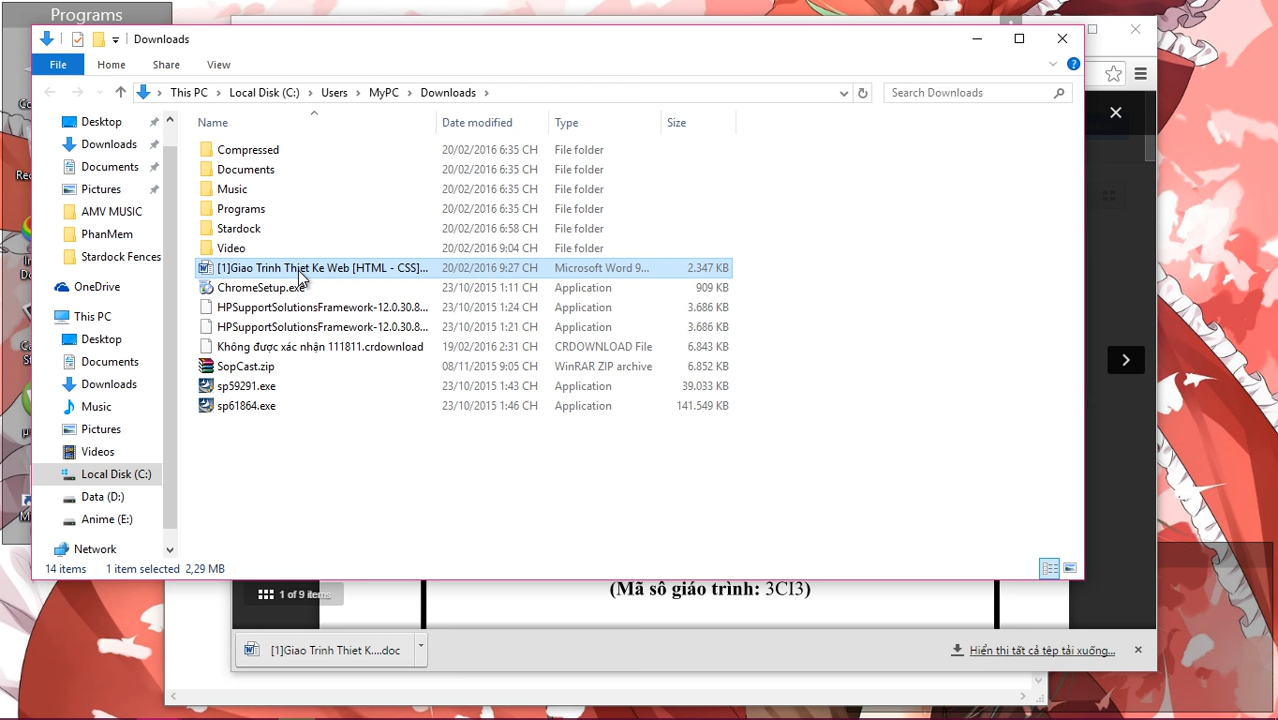 Programs
Downloads
File
Home
Share
View
This PC > Local Disk (C:) > Users > MyPC > Downloads >
Search Downloads
Name
Date modified
Type
Size
Desktop
Downloads
Documents
Pictures
AMV MUSIC
PhanMem
Stardock Fences
OneDrive
This PC
Desktop
Documents
Downloads
Music
Pictures
Videos
Local Disk (C:)
Data (D:)
Anime (E:)
Network
Compressed 20/02/2016 6:35 CH File folder
Documents 20/02/2016 6:35 CH File folder
Music 20/02/2016 6:35 CH File folder
Programs 20/02/2016 6:35 CH File folder
Stardock 20/02/2016 6:58 CH File folder
Video 20/02/2016 9:04 CH File folder
[1]Giao Trinh Thiet Ke Web [HTML - CSS]... 20/02/2016 9:27 CH Microsoft Word 9... 2.347 KB
ChromeSetup.exe 23/10/2015 1:11 CH Application 909 KB
HPSupportSolutionsFramework-12.0.30.8... 23/10/2015 1:24 CH Application 3.686 KB
HPSupportSolutionsFramework-12.0.30.8... 23/10/2015 1:21 CH Application 3.686 KB
Không được xác nhận 111811.crdownload 19/02/2016 2:31 CH CRDOWNLOAD File 6.843 KB
SopCast.zip 08/11/2015 9:05 CH WinRAR ZIP archive 6.852 KB
sp59291.exe 23/10/2015 1:43 CH Application 39.033 KB
sp61864.exe 23/10/2015 1:46 CH Application 141.549 KB
14 items 1 item selected 2,29 MB
(Mã số giáo trình: 3CI3)
1 of 9 items
[1]Giao Trinh Thiet K....doc
Hiển thị tất cả tệp tải xuống...